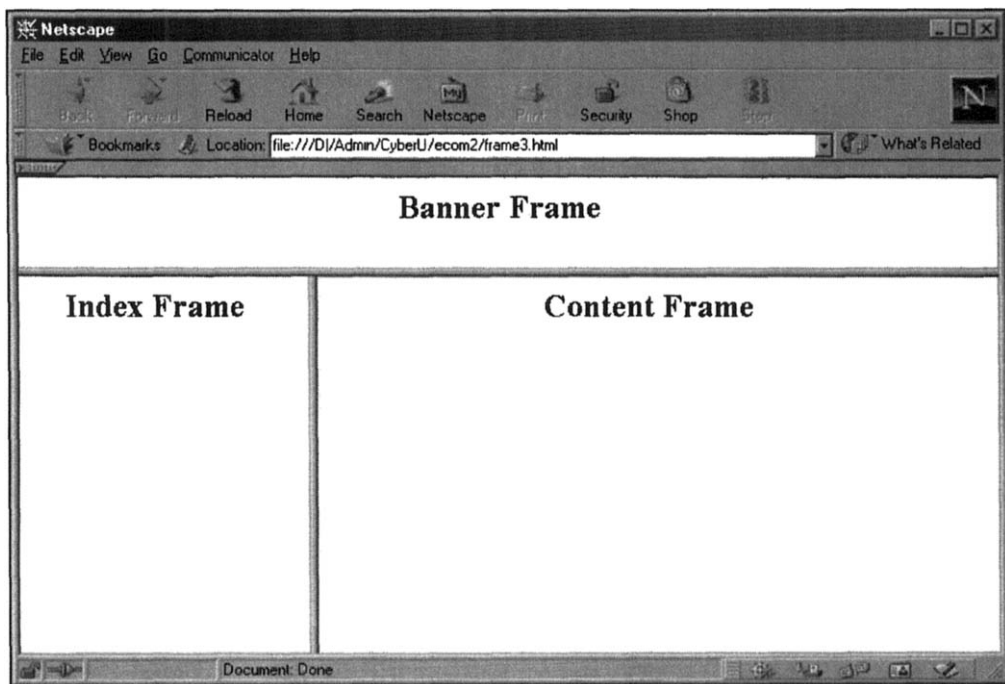 Netscape
File Edit View Go Communicator Help
Back Forward Reload Home Search My Netscape Print Security Shop Stop N
Bookmarks Location: file:///D|/Admin/CyberU/ecom2/frame3.html What's Related
Banner Frame
Index Frame Content Frame
Document: Done